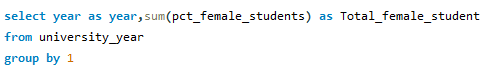 select year as year,sum(pct_female_students) as Total_female_student
from university_year
group by 1